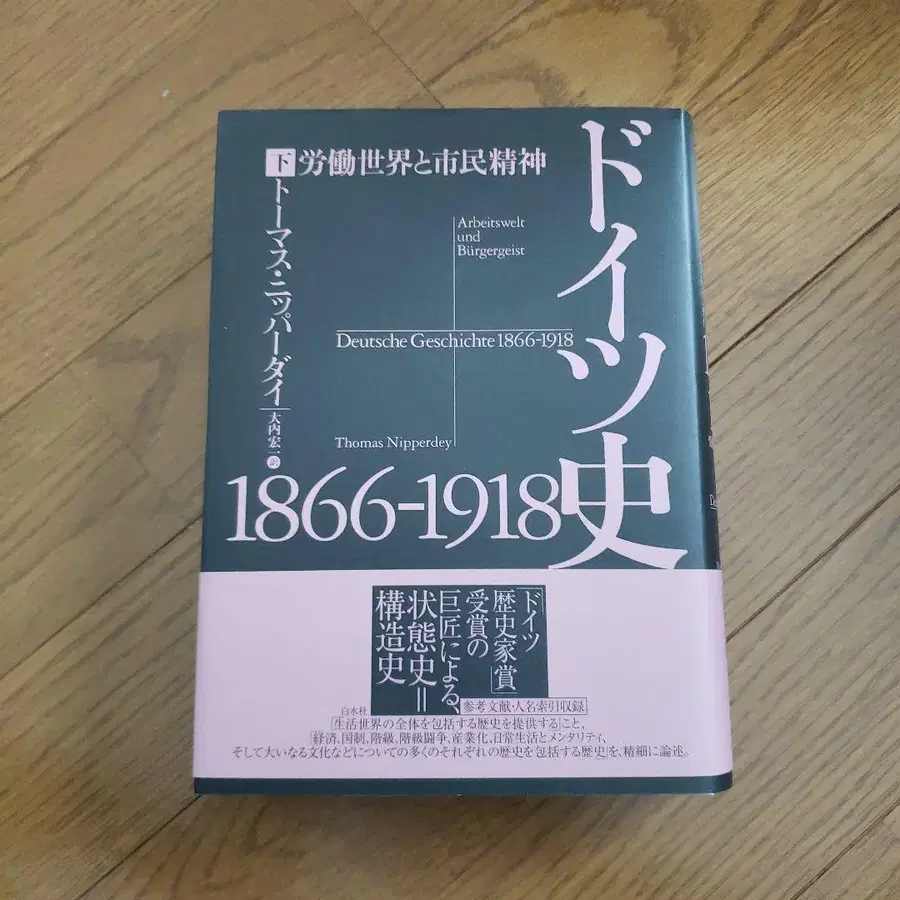 ドイツ史
1866-1918
下 労働世界と市民精神
トーマス・ニッパーダイ
大内宏一 訳
Arbeitswelt
und
Bürgergeist
Deutsche Geschichte 1866-1918
Thomas Nipperdey
「ドイツ
歴史家賞」
受賞の
巨匠による、
状態史＝
構造史
白水社
参考文献・人名索引収録
「生活世界の全体を包括する歴史を提供する」こと、
「経済、国制、階級、階級闘争、産業化、日常生活とメンタリティ、
そして大いなる文化などについての多くのそれぞれの歴史を包括する歴史」を、精細に論述。